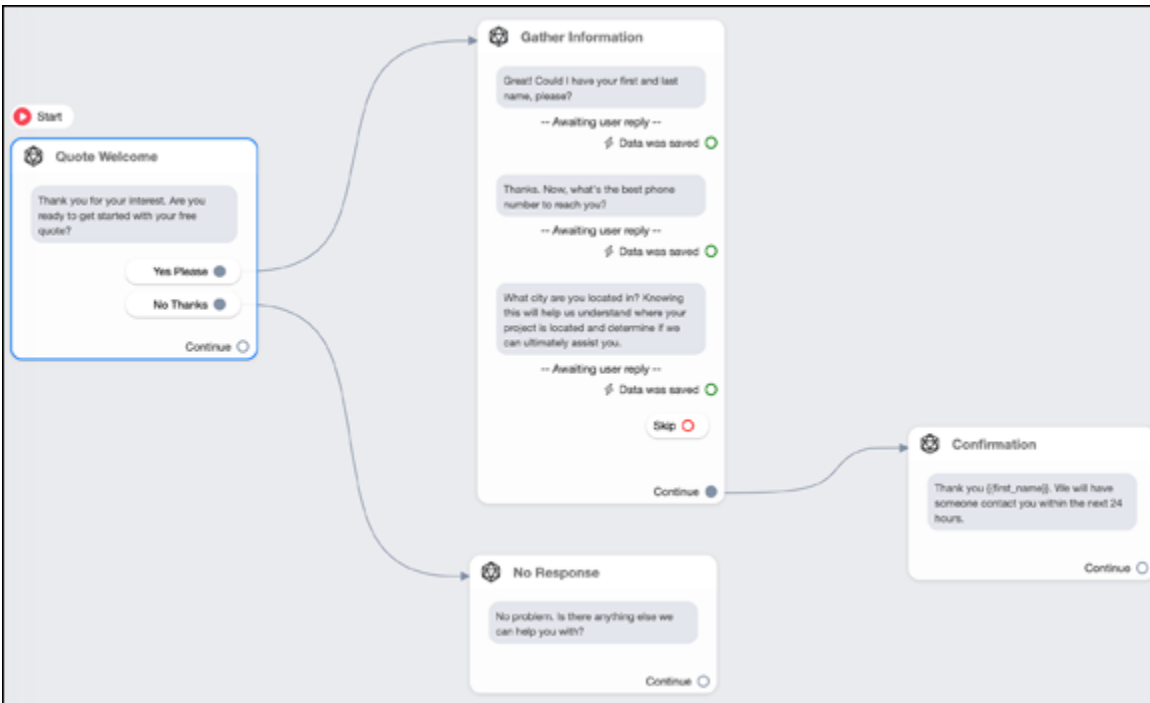 Start
Quote Welcome
Thank you for your interest. Are you
ready to get started with your free
quote?
Yes Please
No Thanks
Continue
Gather Information
Great! Could I have your first and last
name, please?
-- Awaiting user reply --
Data was saved
Thanks. Now, what's the best phone
number to reach you?
-- Awaiting user reply --
Data was saved
What city are you located in? Knowing
this will help us understand where your
project is located and determine if we
can ultimately assist you.
-- Awaiting user reply --
Data was saved
Skip
Continue
No Response
No problem. Is there anything else we
can help you with?
Continue
Confirmation
Thank you {{first_name}}. We will have
someone contact you within the next 24
hours.
Continue